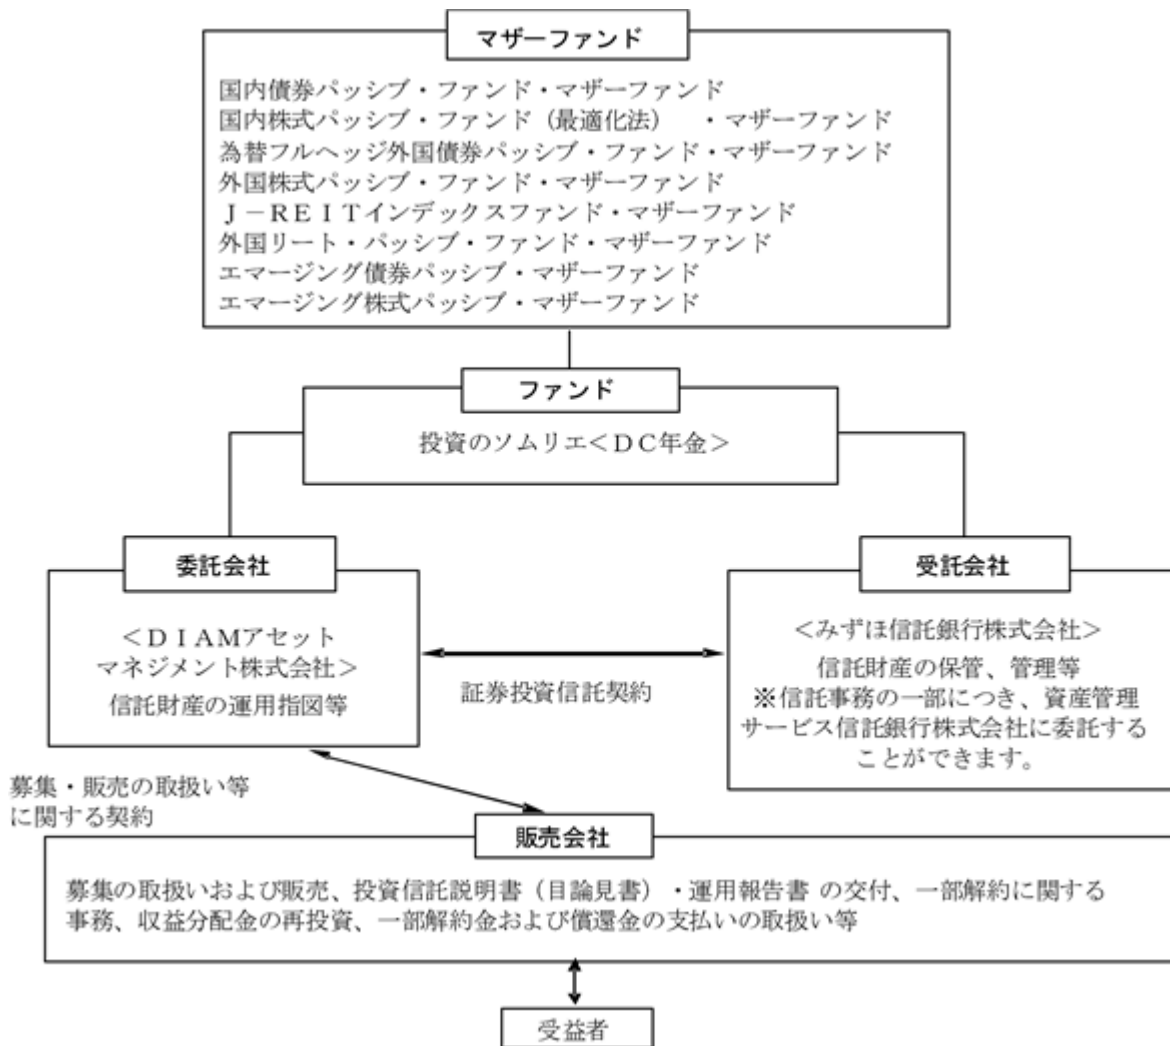 マザーファンド
国内債券パッシブ・ファンド・マザーファンド
国内株式パッシブ・ファンド（最適化法）　・マザーファンド
為替フルヘッジ外国債券パッシブ・ファンド・マザーファンド
外国株式パッシブ・ファンド・マザーファンド
Ｊ－ＲＥＩＴインデックスファンド・マザーファンド
外国リート・パッシブ・ファンド・マザーファンド
エマージング債券パッシブ・マザーファンド
エマージング株式パッシブ・マザーファンド
ファンド
投資のソムリエ＜ＤＣ年金＞
委託会社
＜ＤＩＡＭアセット
マネジメント株式会社＞
信託財産の運用指図等
証券投資信託契約
受託会社
＜みずほ信託銀行株式会社＞
信託財産の保管、管理等
※信託事務の一部につき、資産管理
サービス信託銀行株式会社に委託する
ことができます。
募集・販売の取扱い等
に関する契約
販売会社
募集の取扱いおよび販売、投資信託説明書（目論見書）・運用報告書 の交付、一部解約に関する
事務、収益分配金の再投資、一部解約金および償還金の支払いの取扱い等
受益者